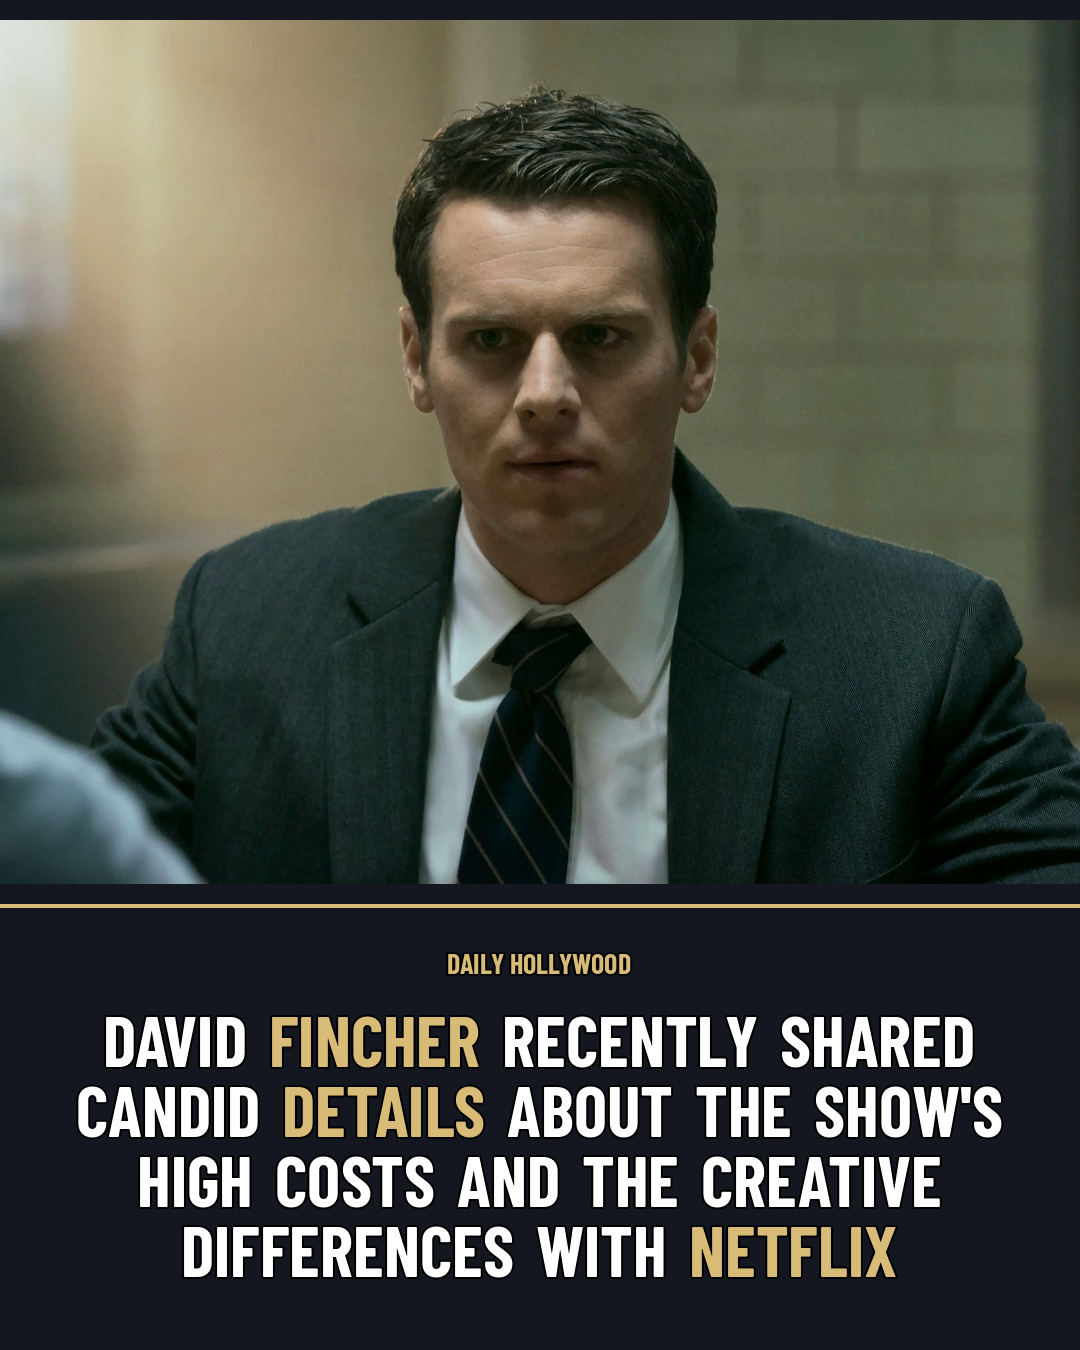 DAILY HOLLYWOOD
DAVID FINCHER RECENTLY SHARED
CANDID DETAILS ABOUT THE SHOW'S
HIGH COSTS AND THE CREATIVE
DIFFERENCES WITH NETFLIX